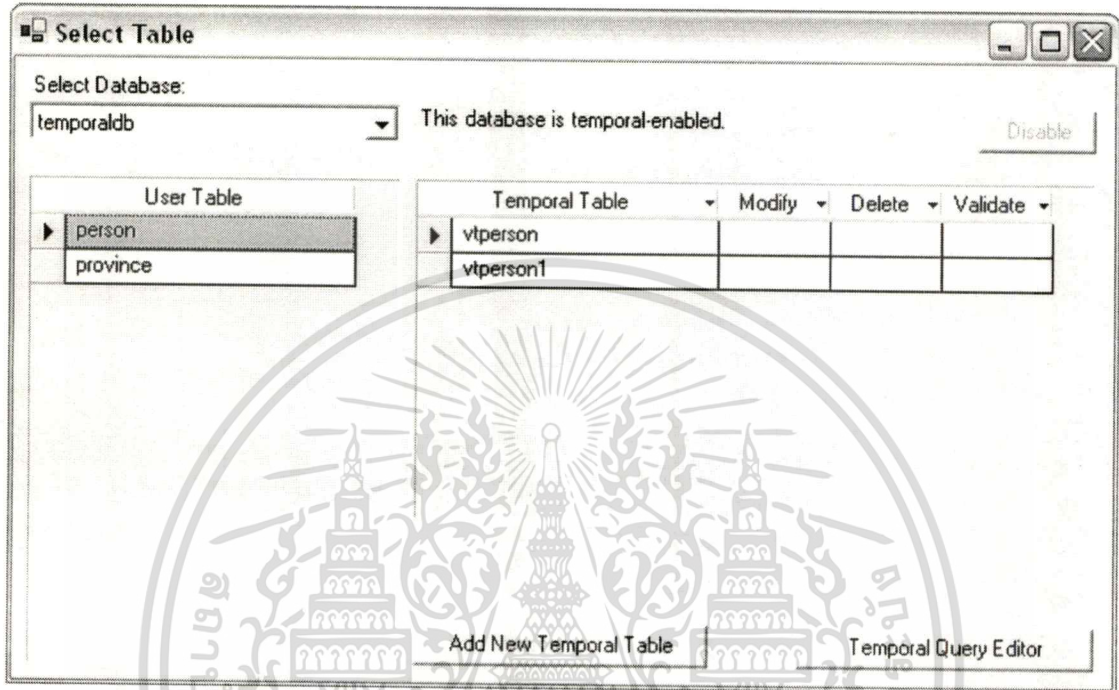 Select Table
Select Database:
temporaldb
This database is temporal-enabled.
Disable
User Table
person
province
Temporal Table Modify Delete Validate
vtperson
vtperson1
Add New Temporal Table
Temporal Query Editor